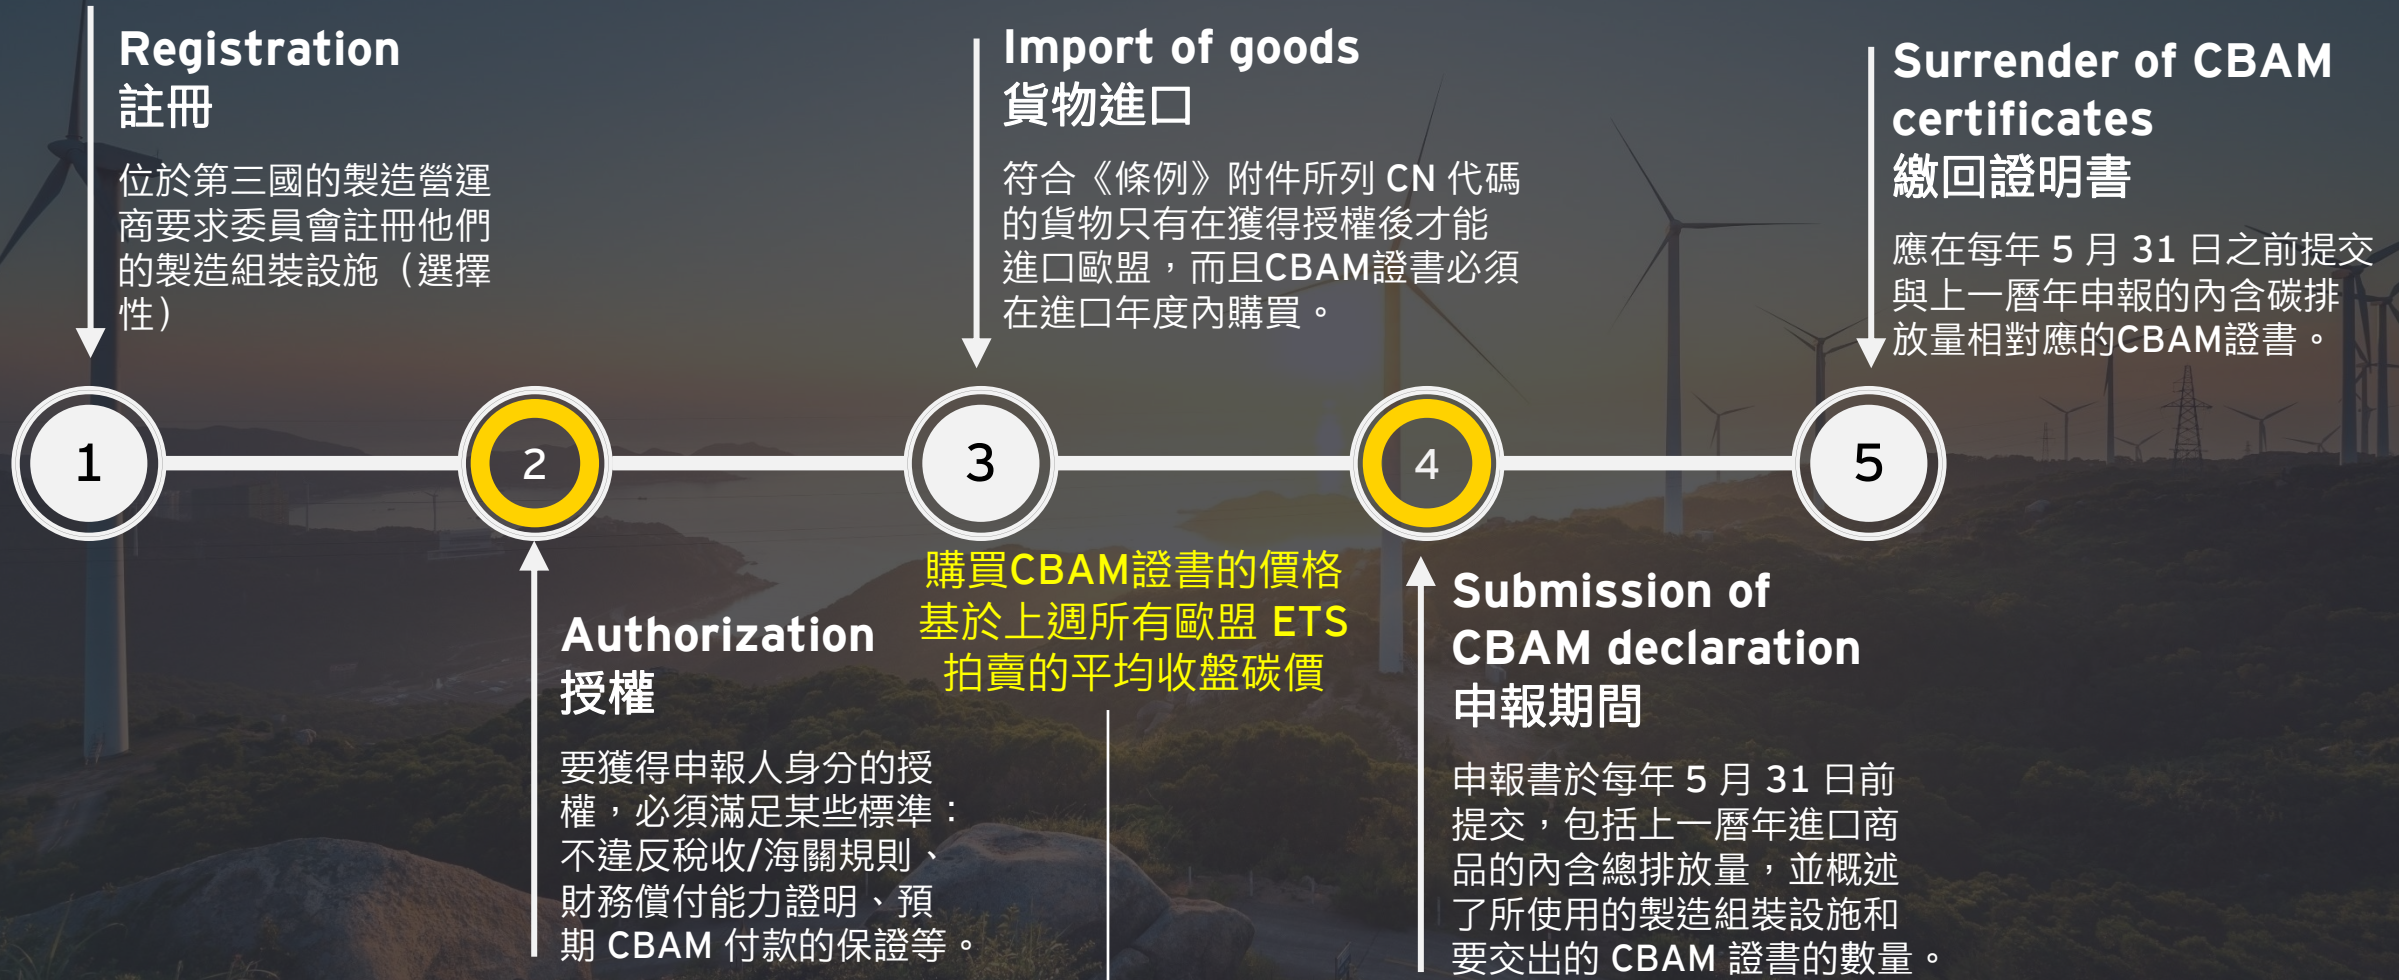 Registration
註冊
位於第三國的製造營運
商要求委員會註冊他們
的製造組裝設施（選擇
性）
Import of goods
貨物進口
符合《條例》附件所列 CN 代碼
的貨物只有在獲得授權後才能
進口歐盟，而且CBAM證書必須
在進口年度內購買。
Surrender of CBAM
certificates
繳回證明書
應在每年 5 月 31 日之前提交
與上一曆年申報的內含碳排
放量相對應的CBAM證書。
1
2
3
4
5
Authorization
授權
要獲得申報人身分的授
權，必須滿足某些標準：
不違反稅收/海關規則、
財務償付能力證明、預
期 CBAM 付款的保證等。
購買CBAM證書的價格
基於上週所有歐盟 ETS
拍賣的平均收盤碳價
Submission of
CBAM declaration
申報期間
申報書於每年 5 月 31 日前
提交，包括上一曆年進口商
品的內含總排放量，並概述
了所使用的製造組裝設施和
要交出的 CBAM 證書的數量。